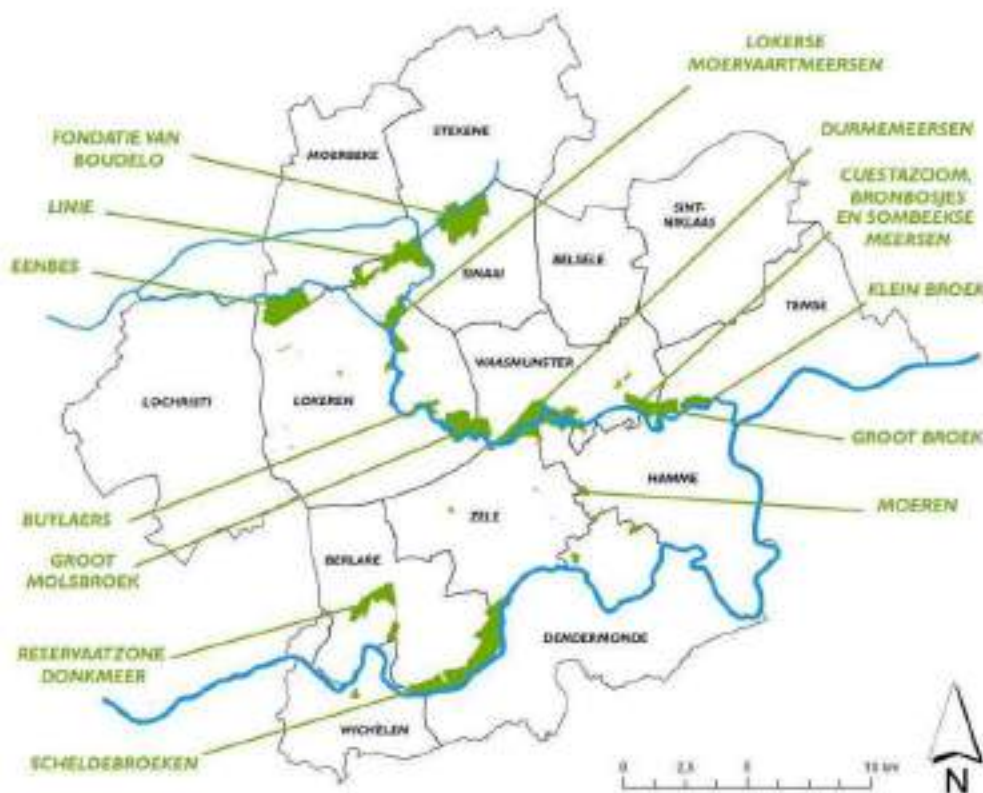 LOKERSE
MOERVAARTMEERSEN
DURMEMEERSEN
FONDATIE VAN
BOUDELO
STEKENE
MOERBEKE
CUESTAZOOM,
BRONBOSJES
EN SOMBEEKSE
MEERSEN
LINIE
SINT-
NIKLAAS
EENBES
SINAAI
BELSELE
KLEIN BROEK
TEMSE
WAASMUNSTER
LOCHRISTI
LOKEREN
GROOT BROEK
HAMME
MOEREN
BUYLAERS
ZELE
GROOT
MOLSBROEK
BERLARE
RESERVAATZONE
DONKMEER
DENDERMONDE
WICHELEN
SCHELDEBROEKEN
0 2,5 5 10 km
N